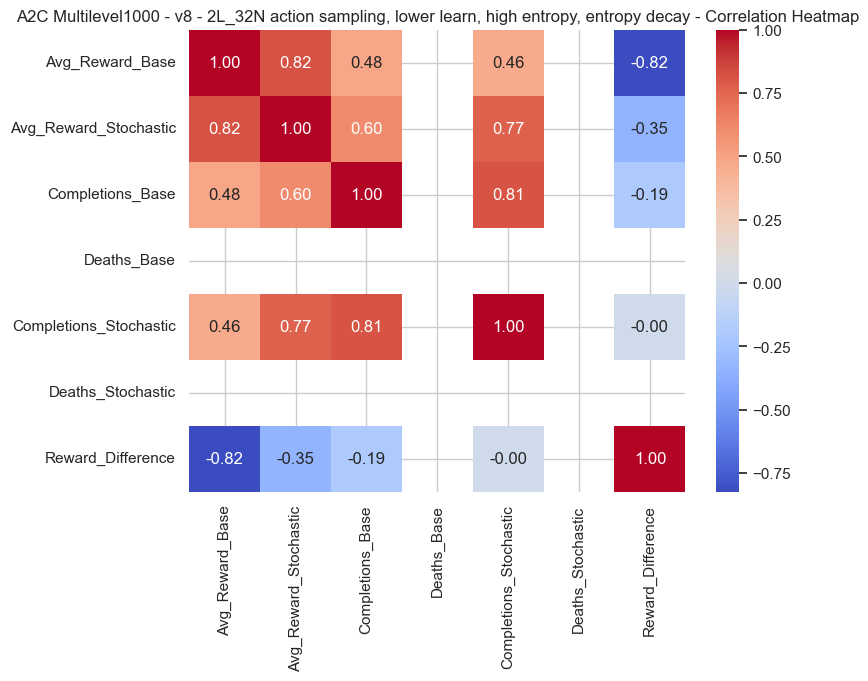 A2C Multilevel1000 - v8 - 2L_32N action sampling, lower learn, high entropy, entropy decay - Correlation Heatmap
Avg_Reward_Base 1.00 0.82 0.48 0.46 -0.82
Avg_Reward_Stochastic 0.82 1.00 0.60 0.77 -0.35
Completions_Base 0.48 0.60 1.00 0.81 -0.19
Deaths_Base
Completions_Stochastic 0.46 0.77 0.81 1.00 -0.00
Deaths_Stochastic
Reward_Difference -0.82 -0.35 -0.19 -0.00 1.00
Avg_Reward_Base
Avg_Reward_Stochastic
Completions_Base
Deaths_Base
Completions_Stochastic
Deaths_Stochastic
Reward_Difference
1.00
0.75
0.50
0.25
0.00
−0.25
−0.50
−0.75